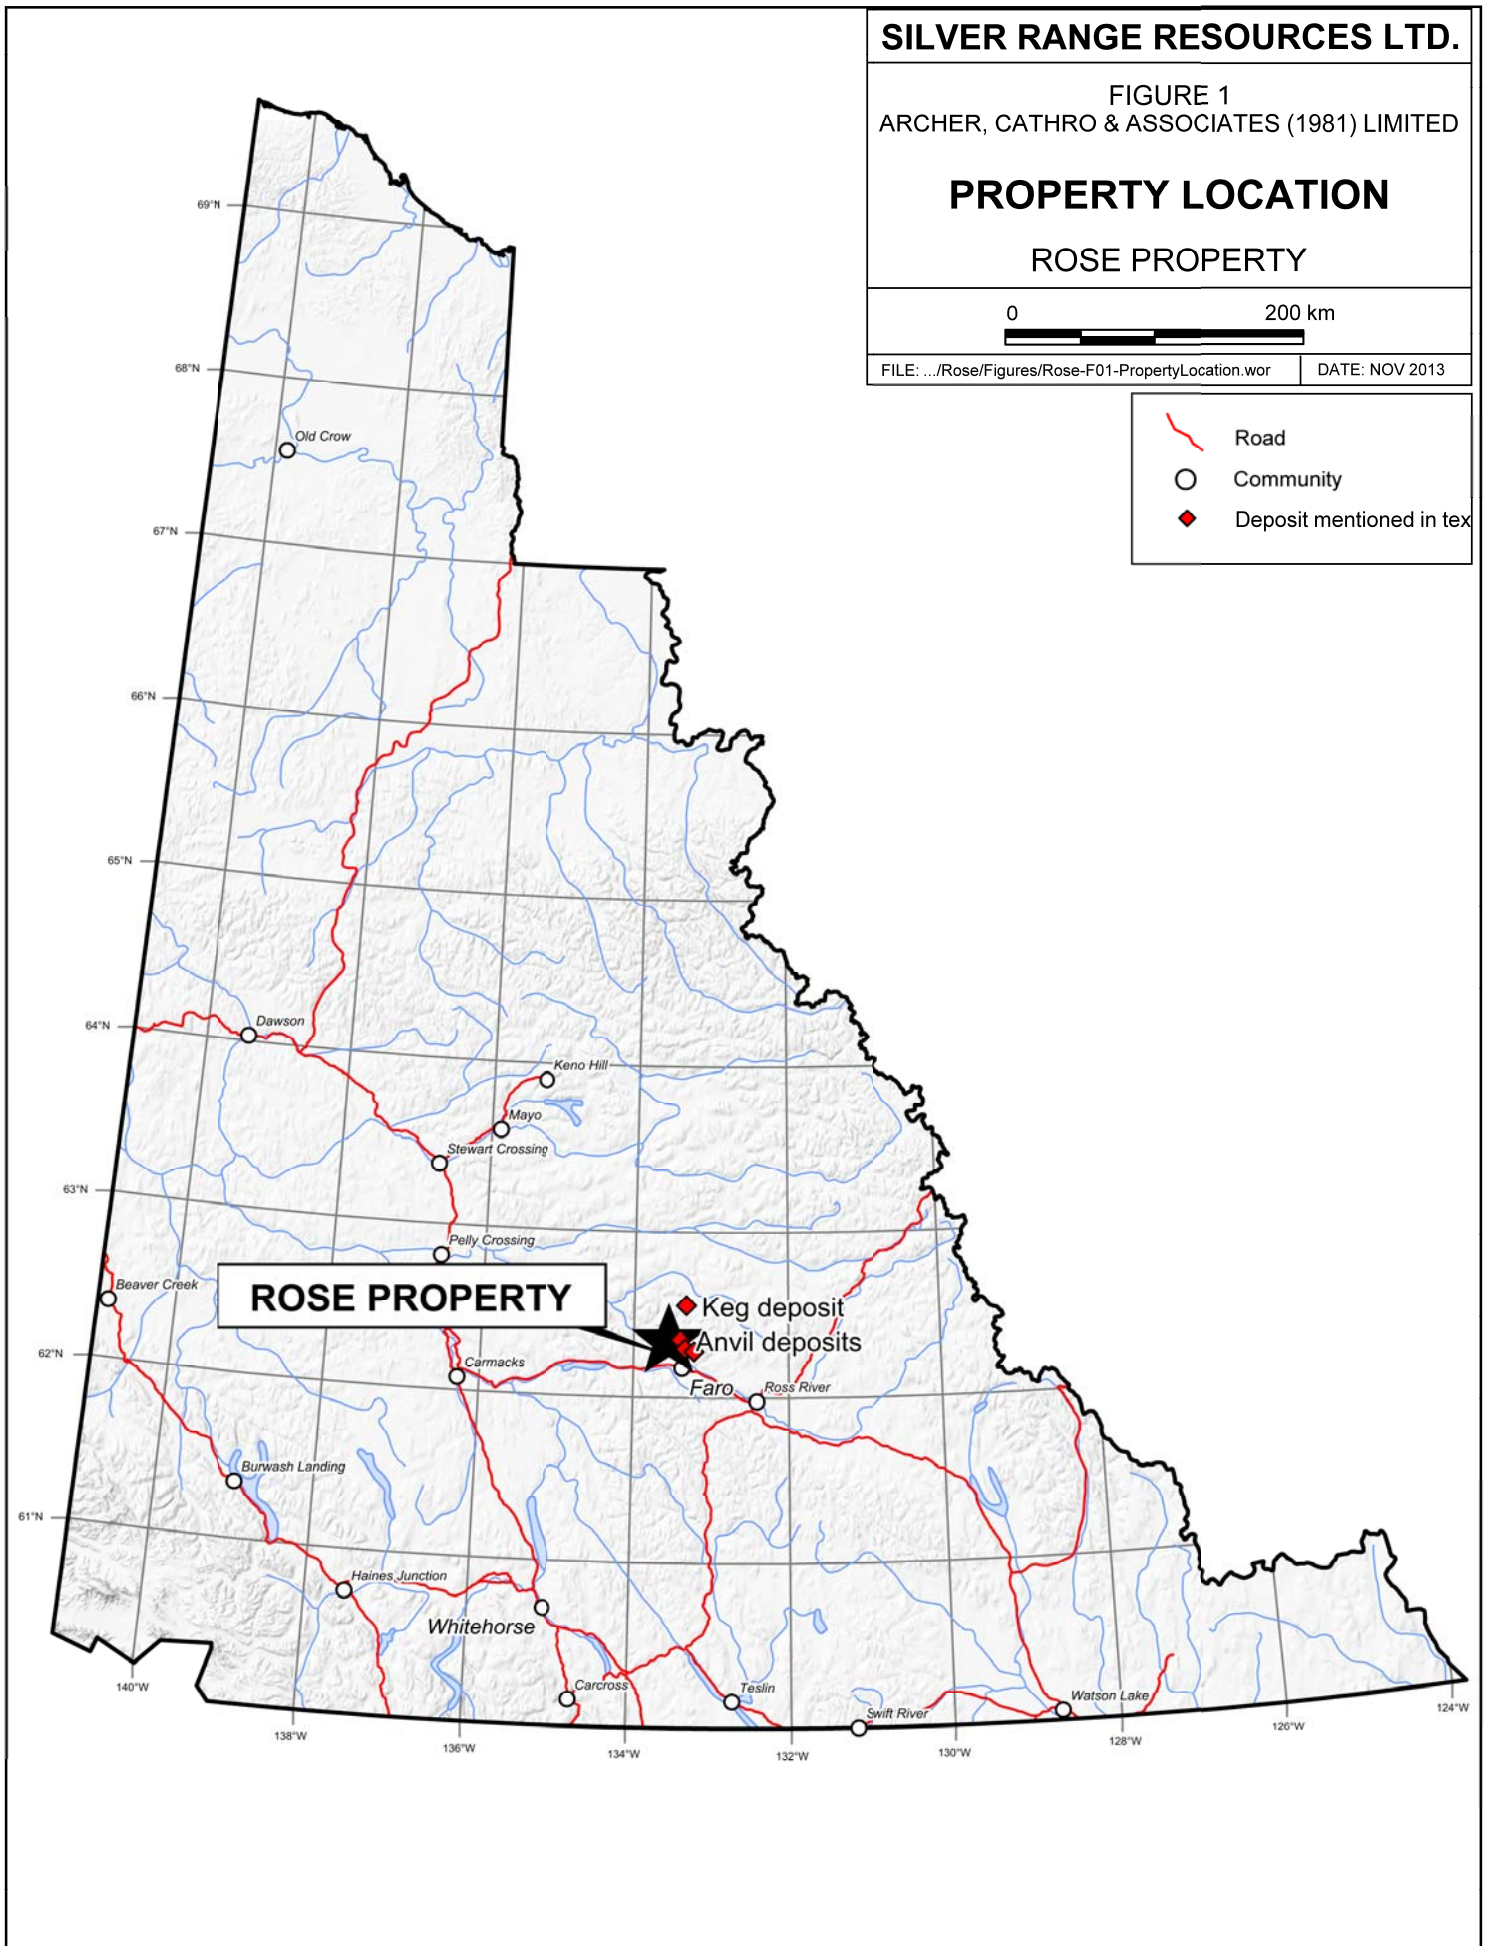 SILVER RANGE RESOURCES LTD.
FIGURE 1
ARCHER, CATHRO & ASSOCIATES (1981) LIMITED
PROPERTY LOCATION
ROSE PROPERTY
0 200 km
FILE: .../Rose/Figures/Rose-F01-PropertyLocation.wor DATE: NOV 2013
Road
Community
Deposit mentioned in tex
69°N
68°N
Old Crow
67°N
66°N
65°N
64°N
Dawson
Keno Hill
Mayo
Stewart Crossing
63°N
Pelly Crossing
Beaver Creek
ROSE PROPERTY
Keg deposit
Anvil deposits
62°N
Carmacks
Faro
Ross River
Burwash Landing
61°N
Haines Junction
Whitehorse
Carcross
Teslin
Watson Lake
Swift River
140°W
138°W
136°W
134°W
132°W
130°W
128°W
126°W
124°W